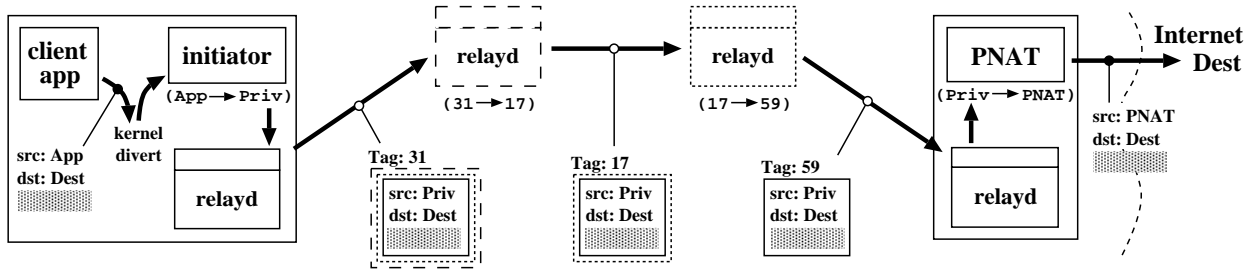 client
app
initiator
(App→Priv)
kernel
divert
src: App
dst: Dest
relayd
Tag: 31
src: Priv
dst: Dest
relayd
(31→17)
Tag: 17
src: Priv
dst: Dest
relayd
(17→59)
Tag: 59
src: Priv
dst: Dest
PNAT
(Priv→PNAT)
relayd
src: PNAT
dst: Dest
Internet
Dest